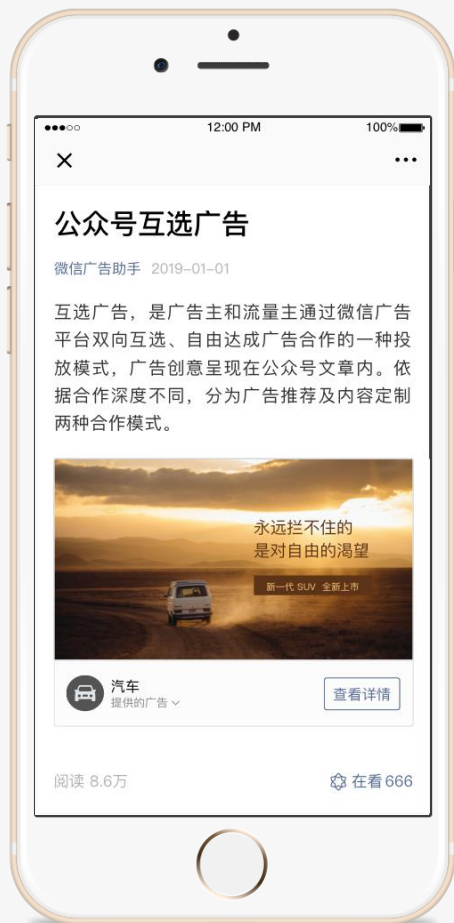 12:00 PM
100%
公众号互选广告
微信广告助手 2019-01-01
互选广告，是广告主和流量主通过微信广告
平台双向互选、自由达成广告合作的一种投
放模式，广告创意呈现在公众号文章内。依
据合作深度不同，分为广告推荐及内容定制
两种合作模式。
永远拦不住的
是对自由的渴望
新一代 SUV 全新上市
汽车
提供的广告
查看详情
阅读 8.6万
在看 666